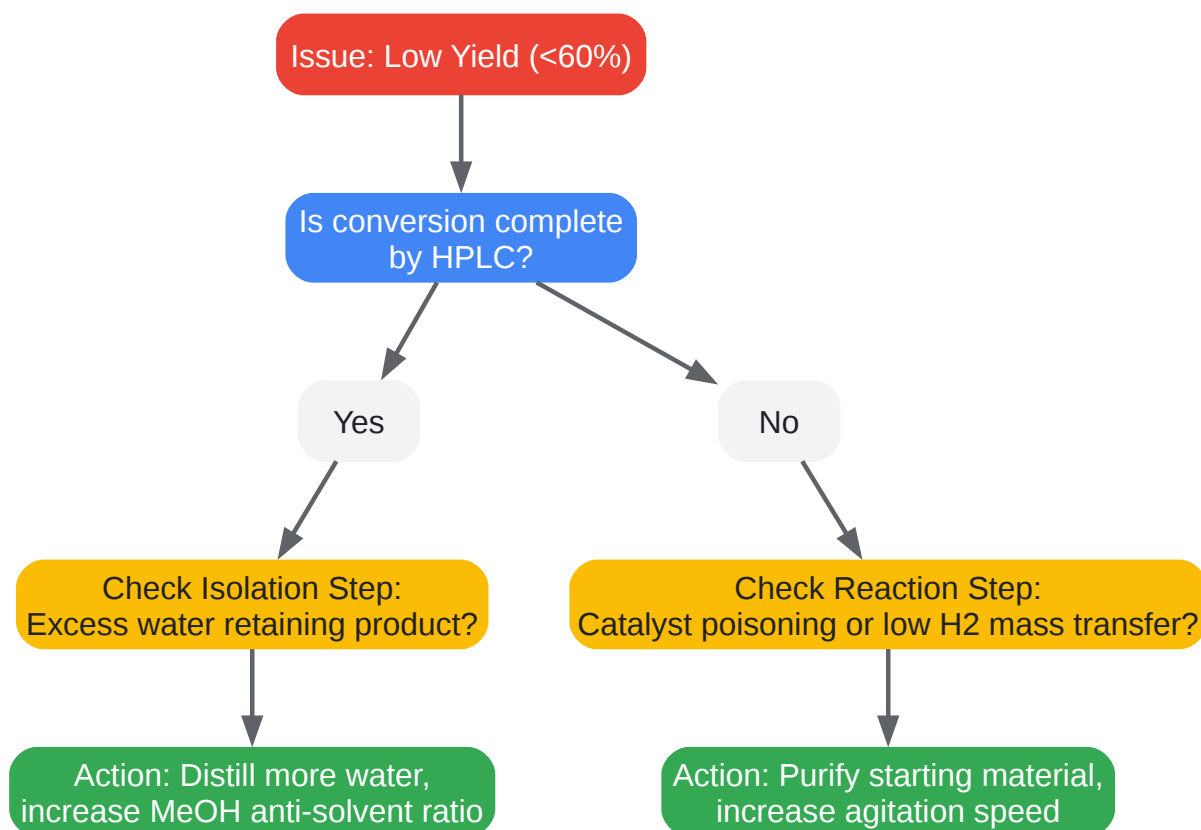 Issue: Low Yield (<60%)
Is conversion complete
by HPLC?
Yes
No
Check Isolation Step:
Excess water retaining product?
Check Reaction Step:
Catalyst poisoning or low H2 mass transfer?
Action: Distill more water,
increase MeOH anti-solvent ratio
Action: Purify starting material,
increase agitation speed